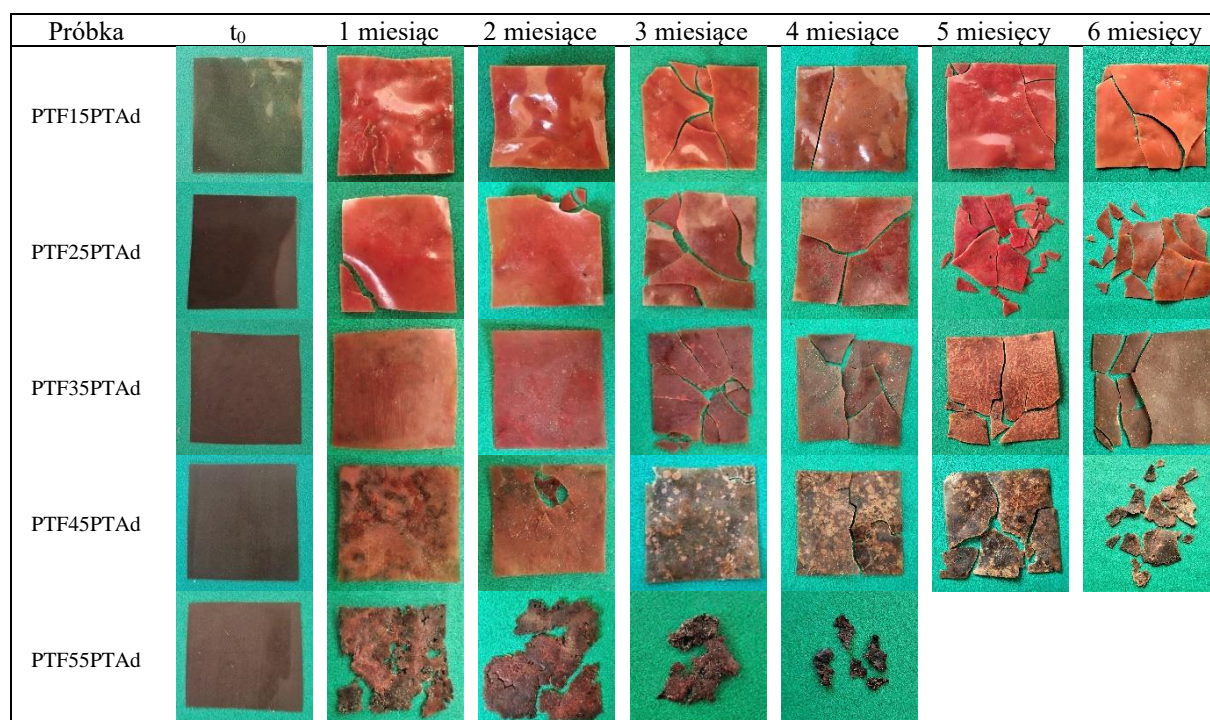 Próbka t₀ 1 miesiąc 2 miesiące 3 miesiące 4 miesiące 5 miesięcy 6 miesięcy
PTF15PTAd
PTF25PTAd
PTF35PTAd
PTF45PTAd
PTF55PTAd